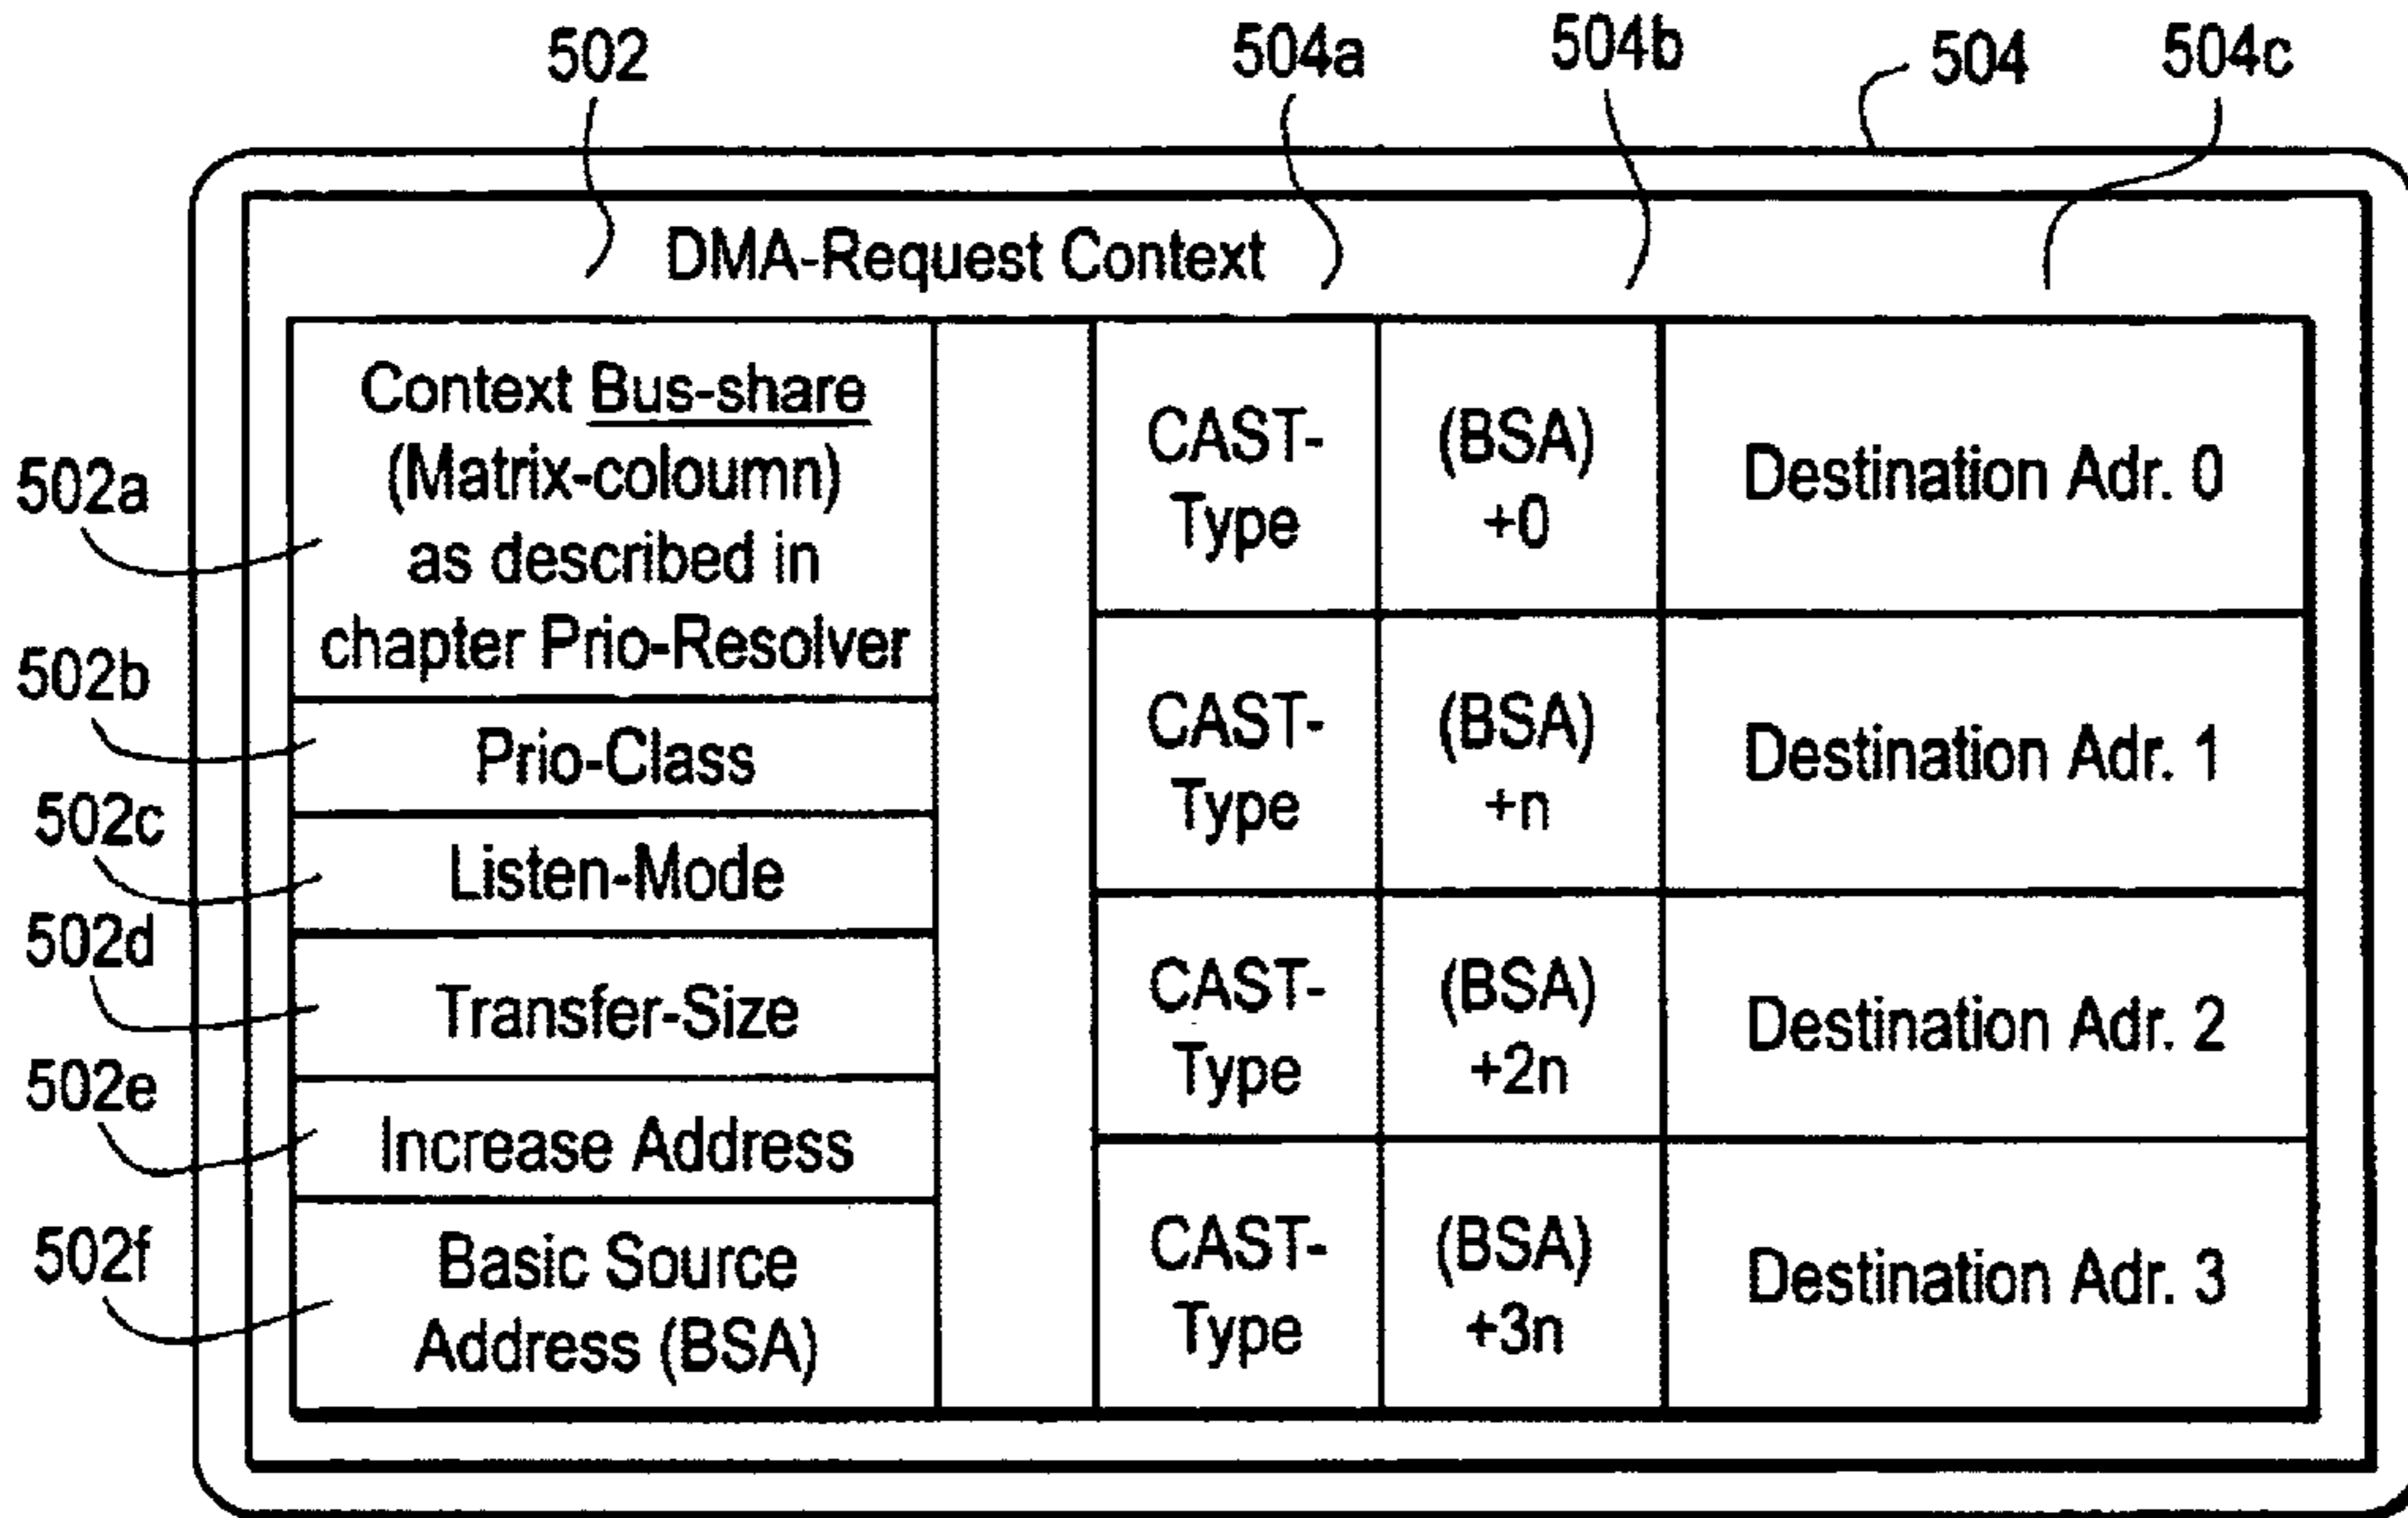 502
504a
504b
504
504c
DMA-Request Context
502a
Context Bus-share
(Matrix-coloumn)
as described in
chapter Prio-Resolver
502b
Prio-Class
502c
Listen-Mode
502d
Transfer-Size
502e
Increase Address
502f
Basic Source
Address (BSA)
CAST-
Type
(BSA)
+0
Destination Adr. 0
CAST-
Type
(BSA)
+n
Destination Adr. 1
CAST-
Type
(BSA)
+2n
Destination Adr. 2
CAST-
Type
(BSA)
+3n
Destination Adr. 3